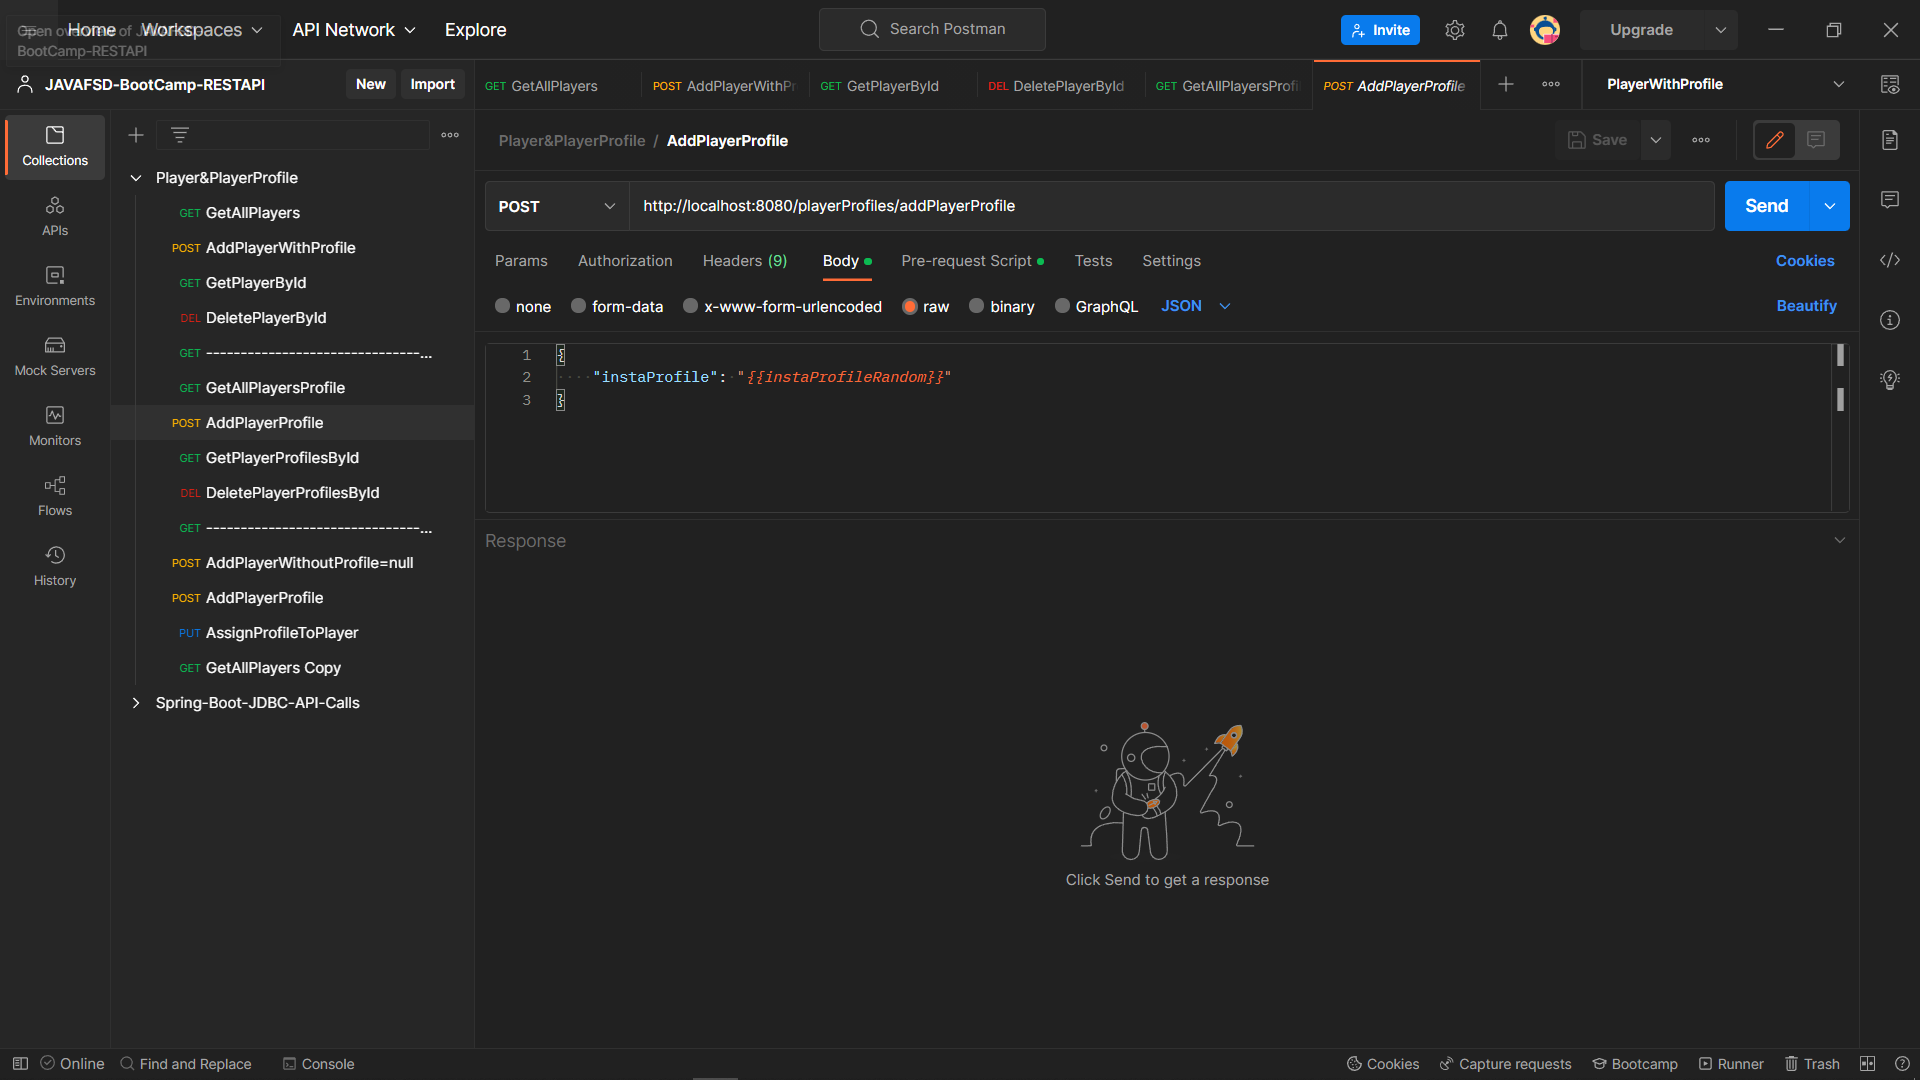 Open overview of JAVAFSD-BootCamp-RESTAPI
Home
Workspaces
API Network
Explore
Search Postman
Invite
Upgrade
JAVAFSD-BootCamp-RESTAPI
New
Import
GET GetAllPlayers
POST AddPlayerWithPr
GET GetPlayerById
DEL DeletePlayerById
GET GetAllPlayersProfi
POST AddPlayerProfile
PlayerWithProfile
Collections
APIs
Environments
Mock Servers
Monitors
Flows
History
Player&PlayerProfile
GET GetAllPlayers
POST AddPlayerWithProfile
GET GetPlayerById
DEL DeletePlayerById
GET -------------------------------...
GET GetAllPlayersProfile
POST AddPlayerProfile
GET GetPlayerProfilesById
DEL DeletePlayerProfilesById
GET -------------------------------...
POST AddPlayerWithoutProfile=null
POST AddPlayerProfile
PUT AssignProfileToPlayer
GET GetAllPlayers Copy
Spring-Boot-JDBC-API-Calls
Player&PlayerProfile / AddPlayerProfile
Save
POST
http://localhost:8080/playerProfiles/addPlayerProfile
Send
Params
Authorization
Headers (9)
Body
Pre-request Script
Tests
Settings
Cookies
none
form-data
x-www-form-urlencoded
raw
binary
GraphQL
JSON
Beautify
1 {
2 "instaProfile": "{{instaProfileRandom}}"
3 }
Response
Click Send to get a response
Online
Find and Replace
Console
Cookies
Capture requests
Bootcamp
Runner
Trash